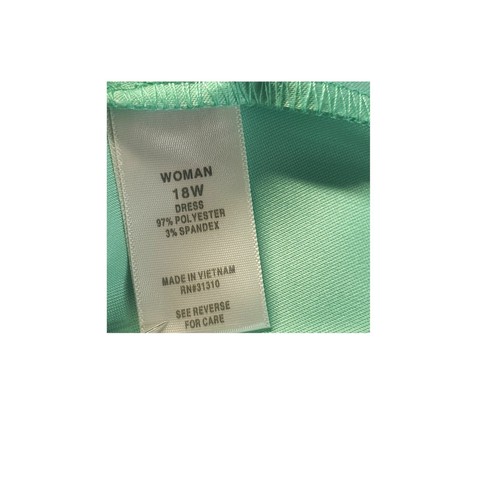 WOMAN
18W
DRESS
97% POLYESTER
3% SPANDEX
MADE IN VIETNAM
RN#31310
SEE REVERSE
FOR CARE